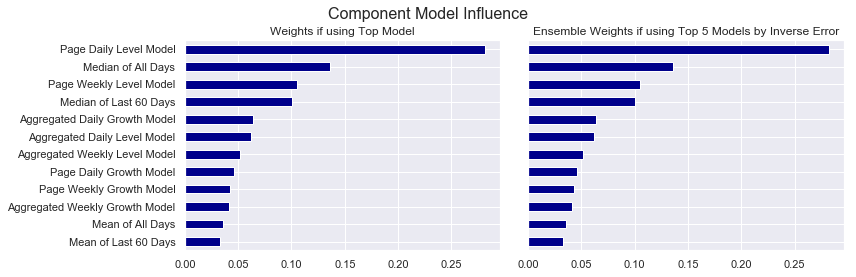 Component Model Influence
Weights if using Top Model
Ensemble Weights if using Top 5 Models by Inverse Error
Page Daily Level Model
Median of All Days
Page Weekly Level Model
Median of Last 60 Days
Aggregated Daily Growth Model
Aggregated Daily Level Model
Aggregated Weekly Level Model
Page Daily Growth Model
Page Weekly Growth Model
Aggregated Weekly Growth Model
Mean of All Days
Mean of Last 60 Days
0.00 0.05 0.10 0.15 0.20 0.25
0.00 0.05 0.10 0.15 0.20 0.25